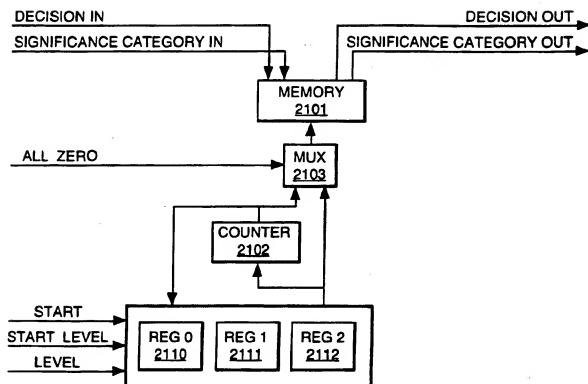 DECISION IN
DECISION OUT
SIGNIFICANCE CATEGORY IN
SIGNIFICANCE CATEGORY OUT
MEMORY
2101
ALL ZERO
MUX
2103
COUNTER
2102
START
START LEVEL
LEVEL
REG 0
2110
REG 1
2111
REG 2
2112